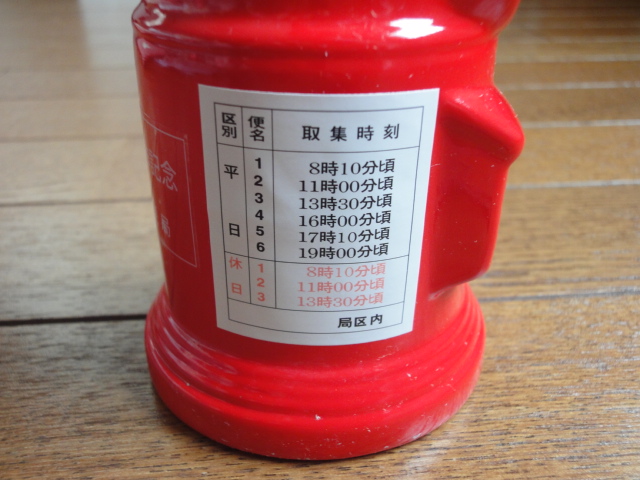 区別 便名 取集時刻
平日 1 8時10分頃
2 11時00分頃
3 13時30分頃
4 16時00分頃
5 17時10分頃
6 19時00分頃
休日 1 8時10分頃
2 11時00分頃
3 13時30分頃
局区内
記念